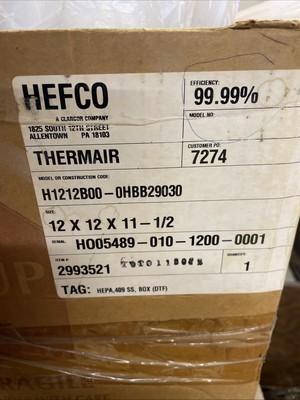 HEFCO
A CLARCOR COMPANY
1825 SOUTH 12TH STREET
ALLENTOWN PA 18103
EFFICIENCY:
99.99%
MODEL NO:
THERMAIR
CUSTOMER PO:
7274
MODEL OR CONSTRUCTION CODE:
H1212B00-0HBB29030
SIZE:
12 X 12 X 11-1/2
SERIAL:
HO05489-010-1200-0001
ITEM #:
2993521
QUANTITY:
1
TAG: HEPA,409 SS, BOX (DTF)